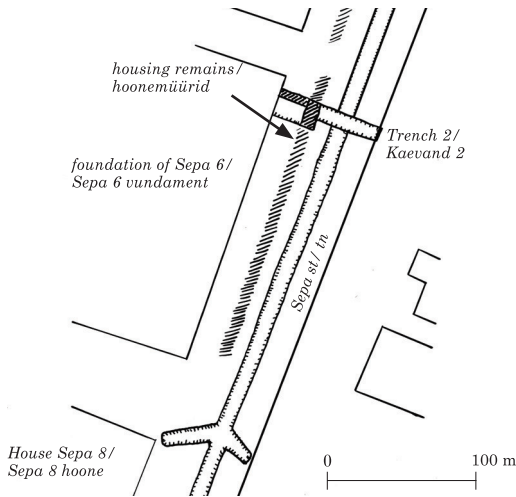 housing remains/
hoonemüürid
Trench 2/
Kaevand 2
foundation of Sepa 6/
Sepa 6 vundament
Sepa st/ tn
House Sepa 8/
Sepa 8 hoone
0 100 m